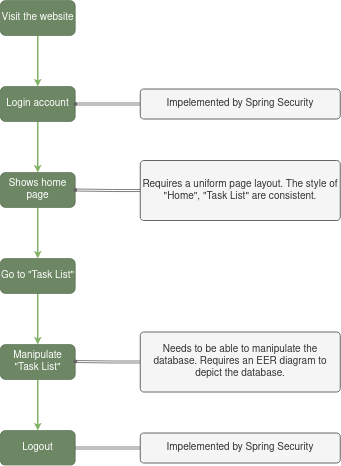 Visit the website
Login account
Impelemented by Spring Security
Shows home
page
Requires a uniform page layout. The style of
"Home", "Task List" are consistent.
Go to "Task List"
Manipulate
"Task List"
Needs to be able to manipulate the
database. Requires an EER diagram to
depict the database.
Logout
Impelemented by Spring Security